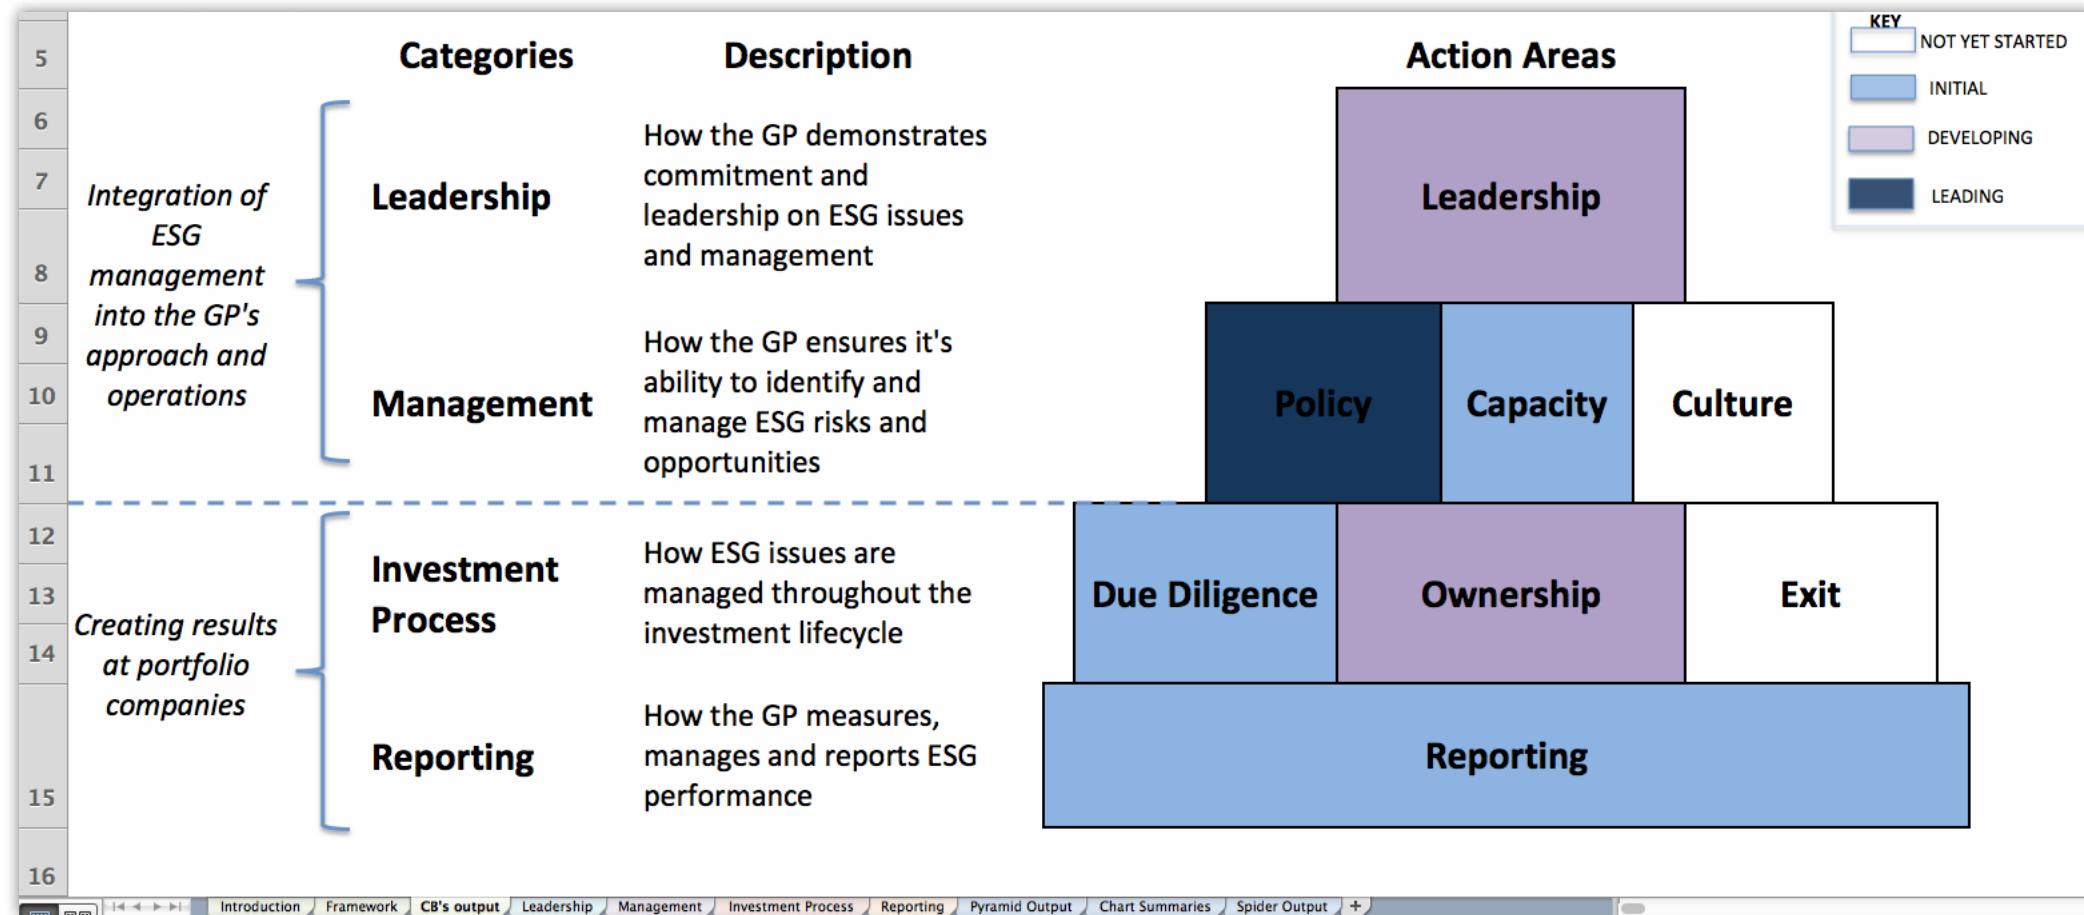 KEY
NOT YET STARTED
INITIAL
DEVELOPING
LEADING
5
6
7
8
9
10
11
12
13
14
15
16
Categories
Description
Action Areas
Integration of
ESG
management
into the GP's
approach and
operations
Leadership
How the GP demonstrates
commitment and
leadership on ESG issues
and management
Leadership
Management
How the GP ensures it's
ability to identify and
manage ESG risks and
opportunities
Policy
Capacity
Culture
Creating results
at portfolio
companies
Investment
Process
How ESG issues are
managed throughout the
investment lifecycle
Due Diligence
Ownership
Exit
Reporting
How the GP measures,
manages and reports ESG
performance
Reporting
Introduction Framework CB's output Leadership Management Investment Process Reporting Pyramid Output Chart Summaries Spider Output +